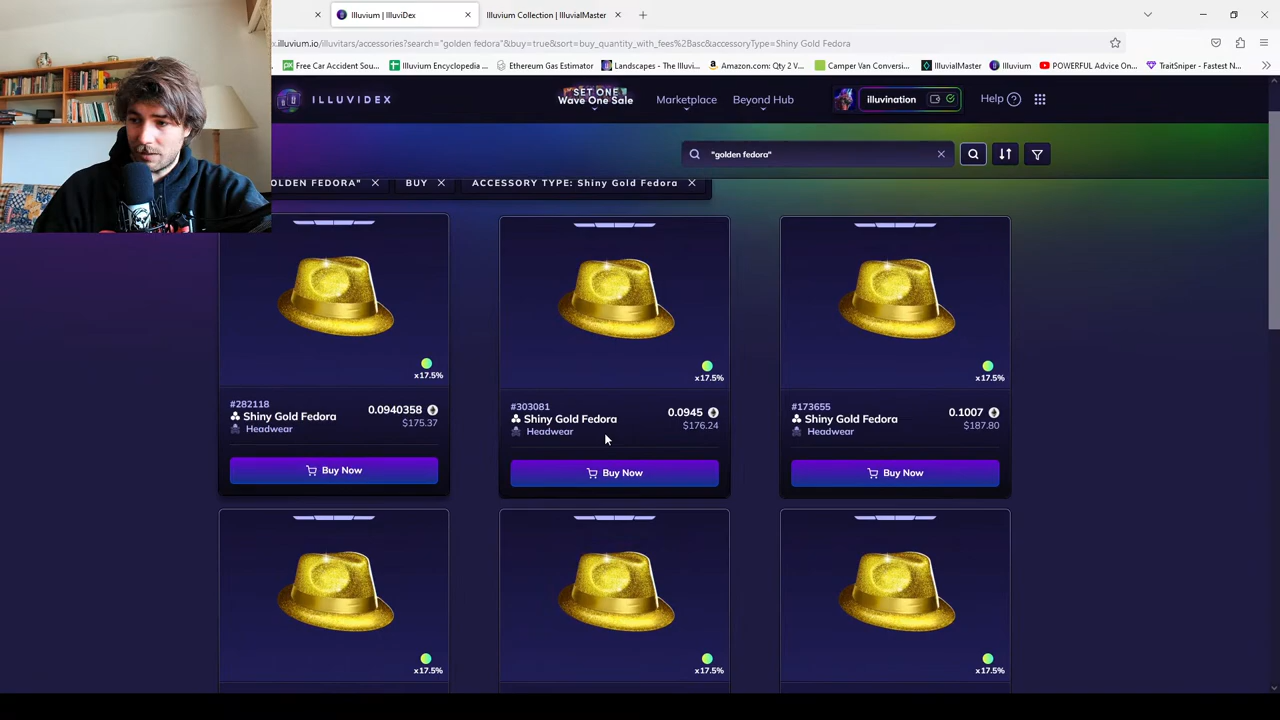 Illuvium | IlluviDex
Illuvium Collection | IlluvialMaster
x.illuvium.io/illuvitars/accessories?search="golden fedora"&buy=true&sort=buy_quantity_with_fees%2Basc&accessoryType=Shiny Gold Fedora
Free Car Accident Sou... Illuvium Encyclopedia ... Ethereum Gas Estimator Landscapes - The Illuvi... Amazon.com: Qty 2 V... Camper Van Conversi... IlluvialMaster Illuvium POWERFUL Advice On... TraitSniper - Fastest N...
ILLUVIDEX
SET ONE
Wave One Sale
Marketplace
Beyond Hub
illuvination
Help
"golden fedora"
OLDEN FEDORA"
BUY
ACCESSORY TYPE: Shiny Gold Fedora
x17.5%
x17.5%
x17.5%
#282118
Shiny Gold Fedora
Headwear
0.0940358
$175.37
Buy Now
#303081
Shiny Gold Fedora
Headwear
0.0945
$176.24
Buy Now
#173655
Shiny Gold Fedora
Headwear
0.1007
$187.80
Buy Now
x17.5%
x17.5%
x17.5%